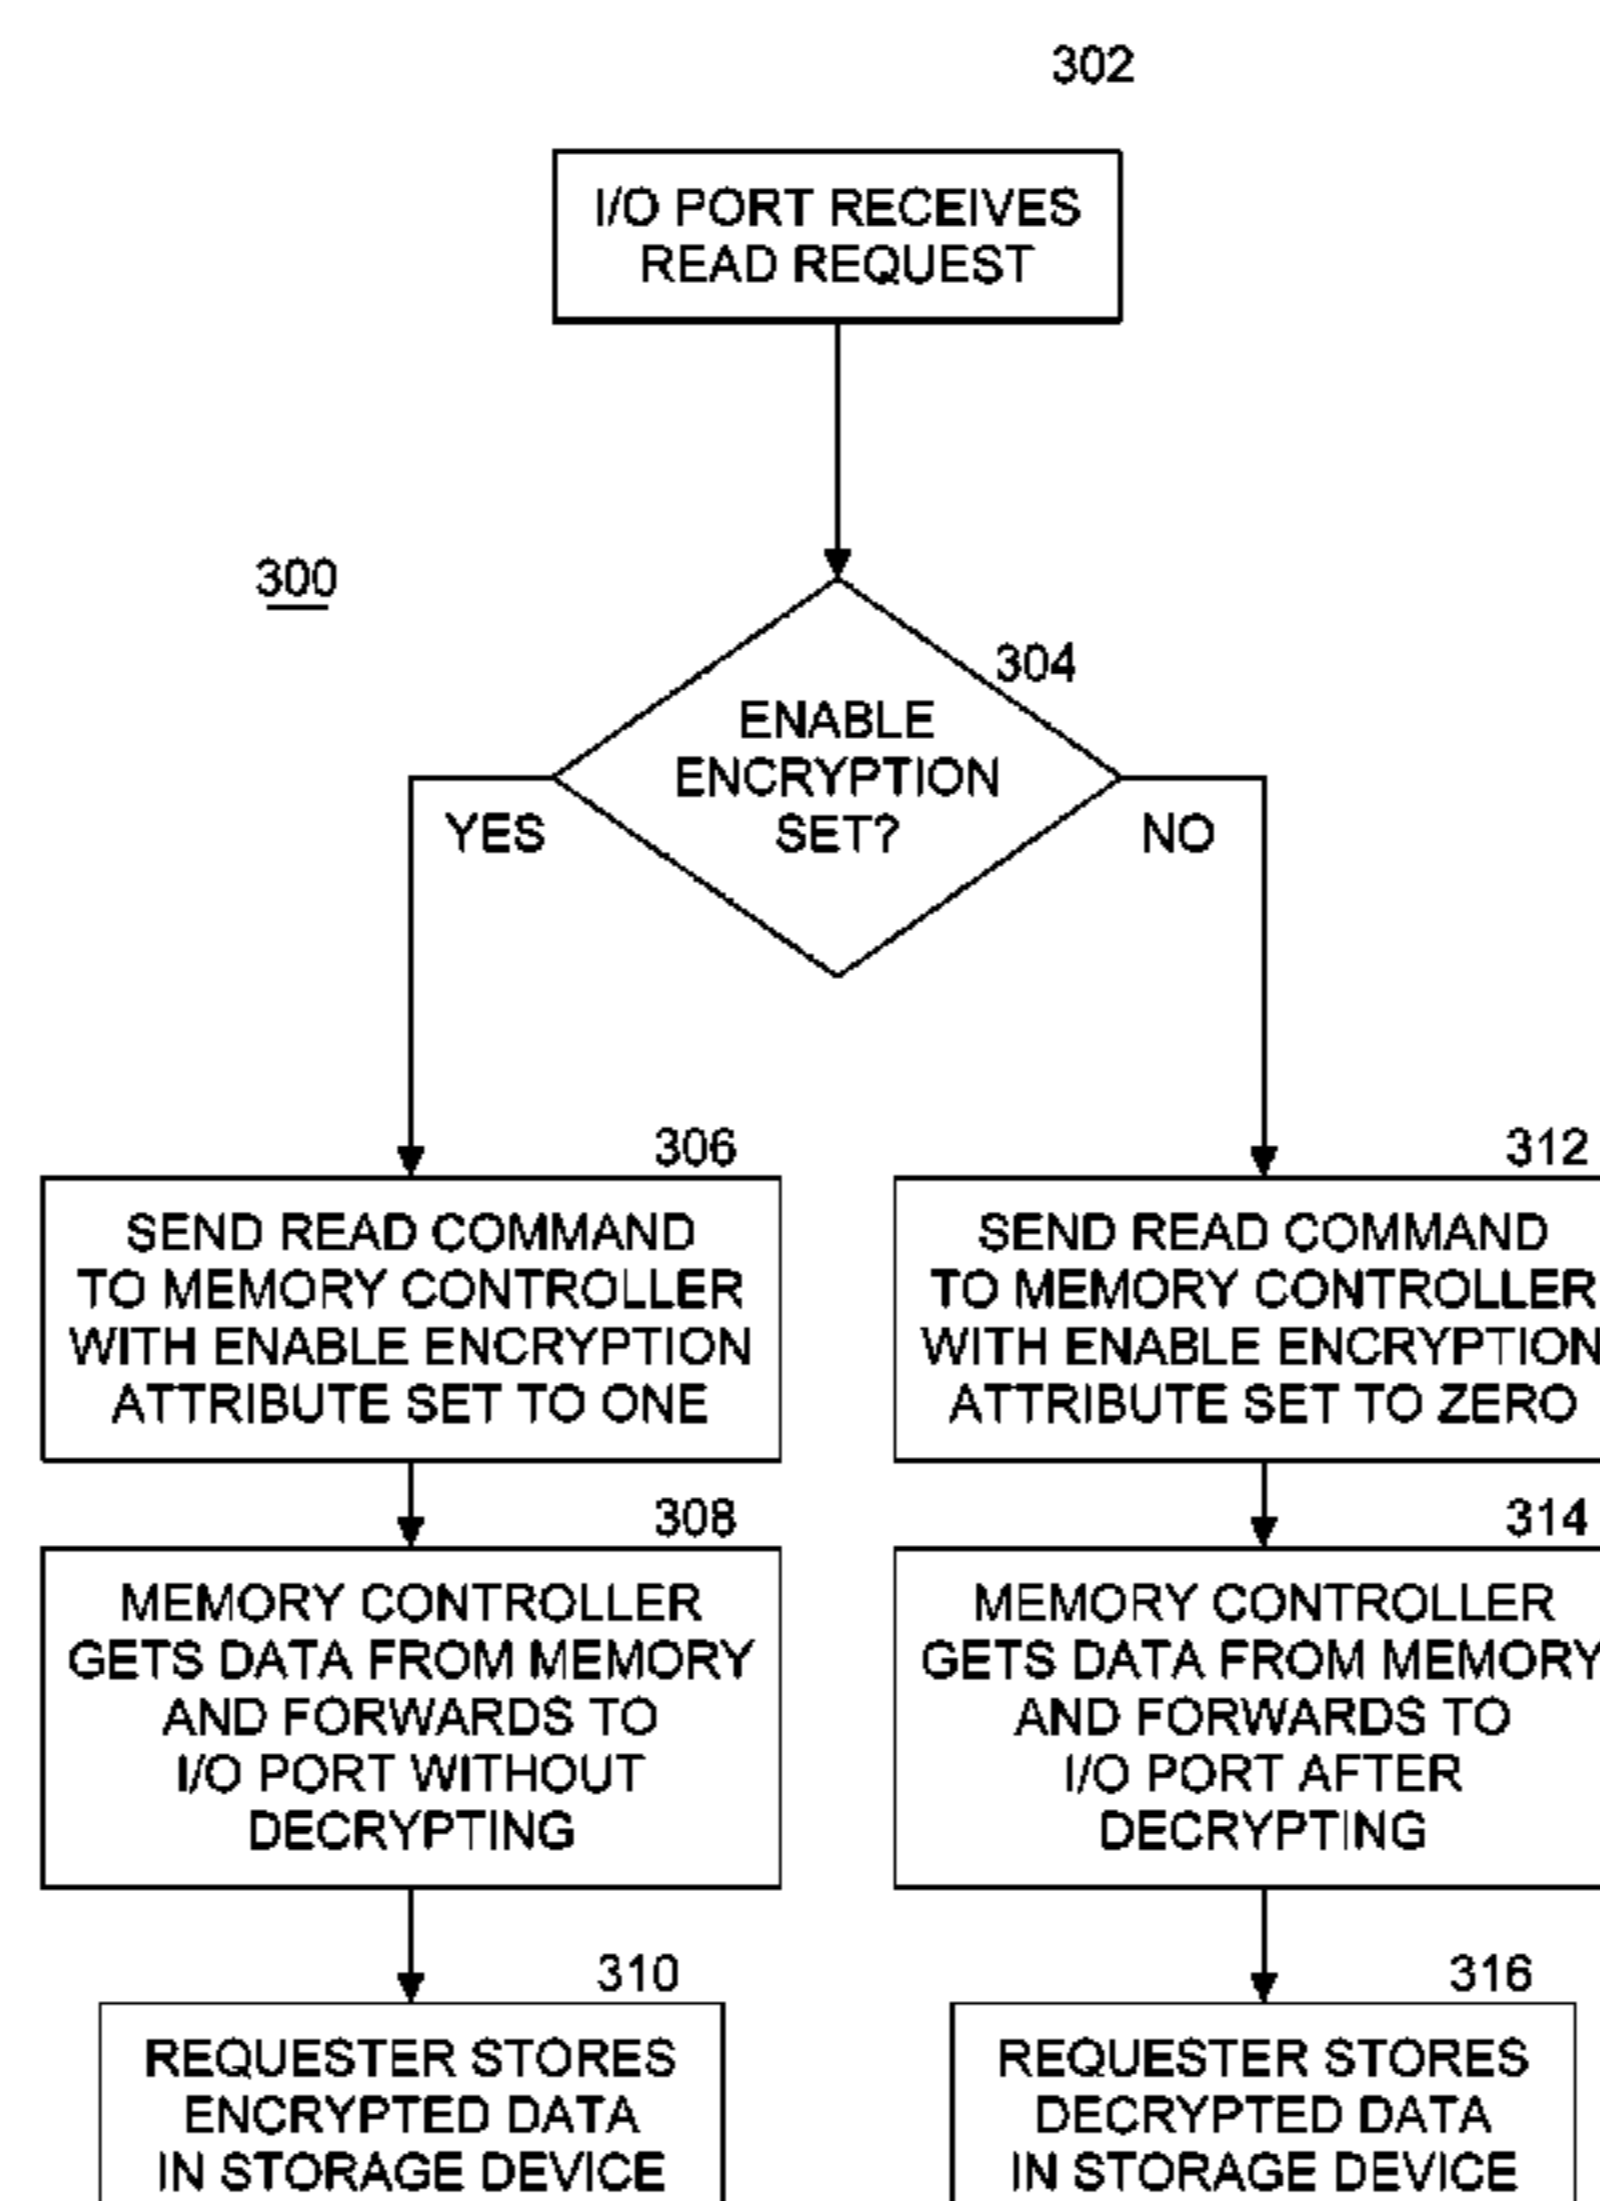 302
I/O PORT RECEIVES
READ REQUEST
300
304
ENABLE
ENCRYPTION
SET?
YES
NO
306
SEND READ COMMAND
TO MEMORY CONTROLLER
WITH ENABLE ENCRYPTION
ATTRIBUTE SET TO ONE
312
SEND READ COMMAND
TO MEMORY CONTROLLER
WITH ENABLE ENCRYPTION
ATTRIBUTE SET TO ZERO
308
MEMORY CONTROLLER
GETS DATA FROM MEMORY
AND FORWARDS TO
I/O PORT WITHOUT
DECRYPTING
314
MEMORY CONTROLLER
GETS DATA FROM MEMORY
AND FORWARDS TO
I/O PORT AFTER
DECRYPTING
310
REQUESTER STORES
ENCRYPTED DATA
IN STORAGE DEVICE
316
REQUESTER STORES
DECRYPTED DATA
IN STORAGE DEVICE